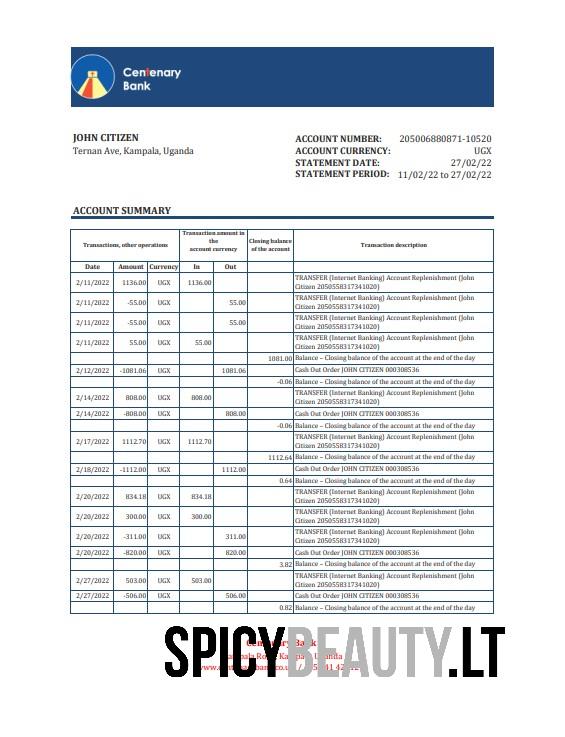 Centenary
Bank
JOHN CITIZEN
Ternan Ave, Kampala, Uganda
ACCOUNT NUMBER: 205006880871-10520
ACCOUNT CURRENCY: UGX
STATEMENT DATE: 27/02/22
STATEMENT PERIOD: 11/02/22 to 27/02/22
ACCOUNT SUMMARY
Transactions, other operations Transaction amount in the account currency Closing balance of the account Transaction description
Date Amount Currency In Out
2/11/2022 1136.00 UGX 1136.00 TRANSFER (Internet Banking) Account Replenishment (John
Citizen 2050558317341020)
2/11/2022 -55.00 UGX 55.00 TRANSFER (Internet Banking) Account Replenishment (John
Citizen 2050558317341020)
2/11/2022 -55.00 UGX 55.00 TRANSFER (Internet Banking) Account Replenishment (John
Citizen 2050558317341020)
2/11/2022 55.00 UGX 55.00 TRANSFER (Internet Banking) Account Replenishment (John
Citizen 2050558317341020)
1081.00 Balance – Closing balance of the account at the end of the day
2/12/2022 -1081.06 UGX 1081.06 Cash Out Order JOHN CITIZEN 000308536
-0.06 Balance – Closing balance of the account at the end of the day
2/14/2022 808.00 UGX 808.00 TRANSFER (Internet Banking) Account Replenishment (John
Citizen 2050558317341020)
2/14/2022 -808.00 UGX 808.00 Cash Out Order JOHN CITIZEN 000308536
-0.06 Balance – Closing balance of the account at the end of the day
2/17/2022 1112.70 UGX 1112.70 TRANSFER (Internet Banking) Account Replenishment (John
Citizen 2050558317341020)
1112.64 Balance – Closing balance of the account at the end of the day
2/18/2022 -1112.00 UGX 1112.00 Cash Out Order JOHN CITIZEN 000308536
0.64 Balance – Closing balance of the account at the end of the day
2/20/2022 834.18 UGX 834.18 TRANSFER (Internet Banking) Account Replenishment (John
Citizen 2050558317341020)
2/20/2022 300.00 UGX 300.00 TRANSFER (Internet Banking) Account Replenishment (John
Citizen 2050558317341020)
2/20/2022 -311.00 UGX 311.00 TRANSFER (Internet Banking) Account Replenishment (John
Citizen 2050558317341020)
2/20/2022 -820.00 UGX 820.00 Cash Out Order JOHN CITIZEN 000308536
3.82 Balance – Closing balance of the account at the end of the day
2/27/2022 503.00 UGX 503.00 TRANSFER (Internet Banking) Account Replenishment (John
Citizen 2050558317341020)
2/27/2022 -506.00 UGX 506.00 Cash Out Order JOHN CITIZEN 000308536
0.82 Balance – Closing balance of the account at the end of the day
SPICYBEAUTY.LT